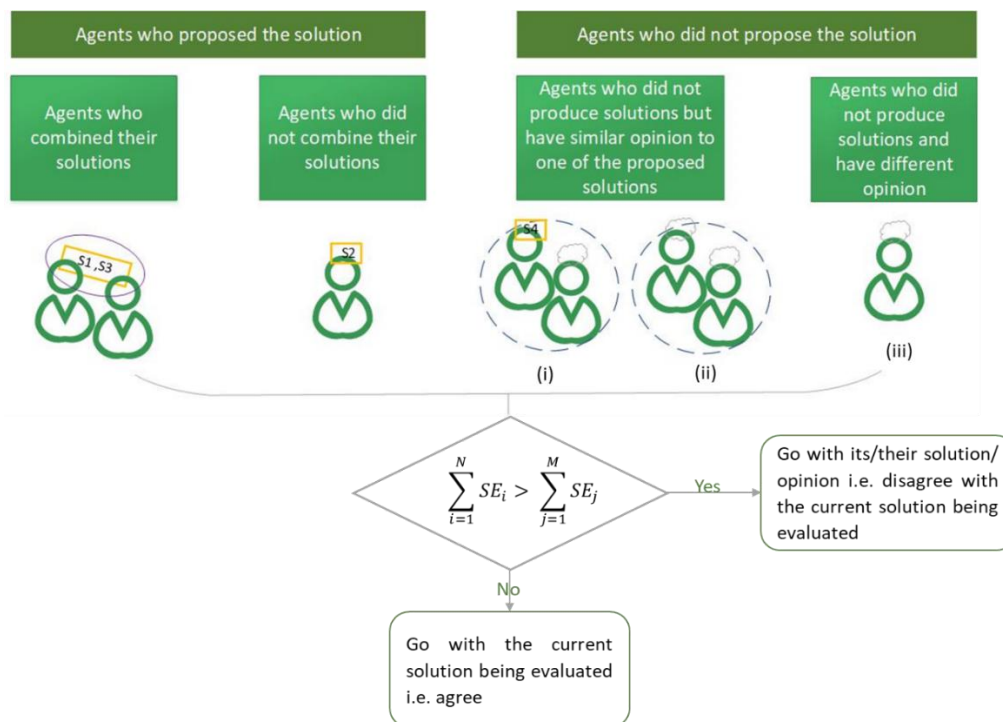 Agents who proposed the solution
Agents who did not propose the solution
Agents who
combined their
solutions
Agents who did
not combine their
solutions
Agents who did not
produce solutions but
have similar opinion to
one of the proposed
solutions
Agents who did
not produce
solutions and
have different
opinion
S1 ,S3
S2
S4
(i)
(ii)
(iii)
∑_{i=1}^{N} SE_i > ∑_{j=1}^{M} SE_j
Yes
Go with its/their solution/
opinion i.e. disagree with
the current solution being
evaluated
No
Go with the current
solution being evaluated
i.e. agree